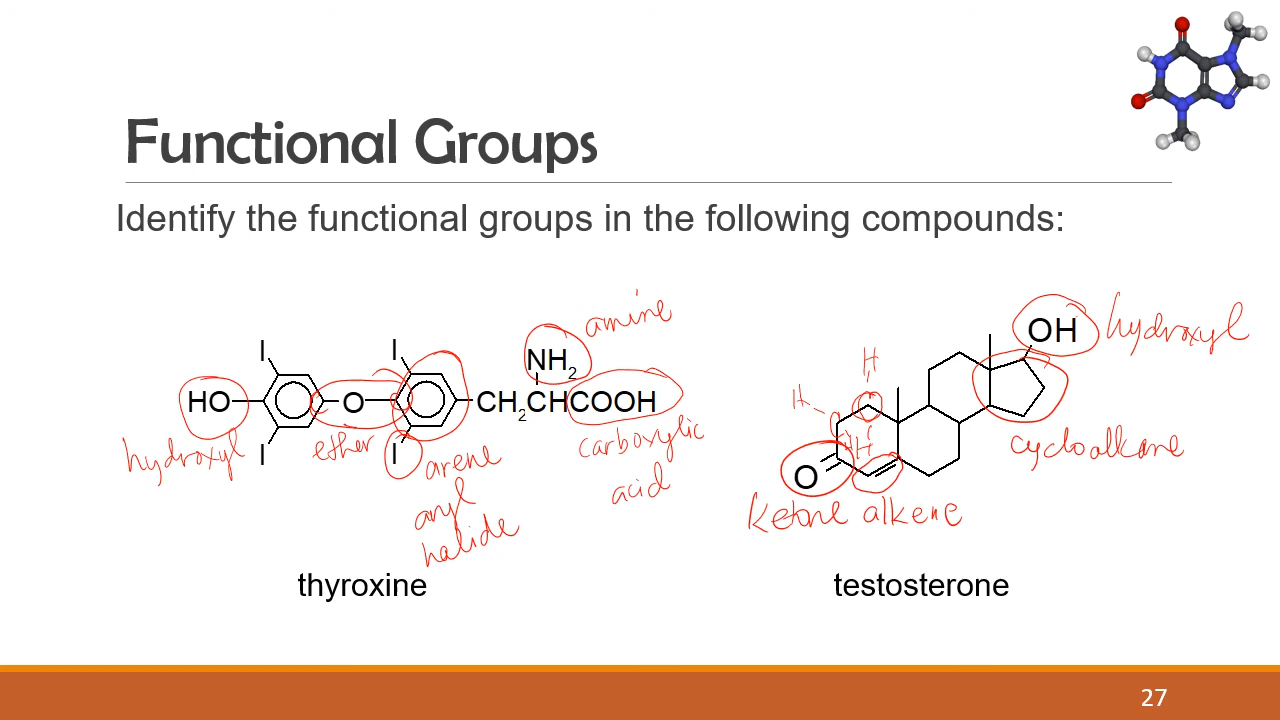 Functional Groups
Identify the functional groups in the following compounds:
amine
I
I
NH2
HO
O
CH2CHCOOH
hydroxyl
ether
I
I
arene
carboxylic
aryl
acid
halide
thyroxine
OH
hydroxyl
H
H
H
cycloalkane
O
ketone alkene
testosterone
27